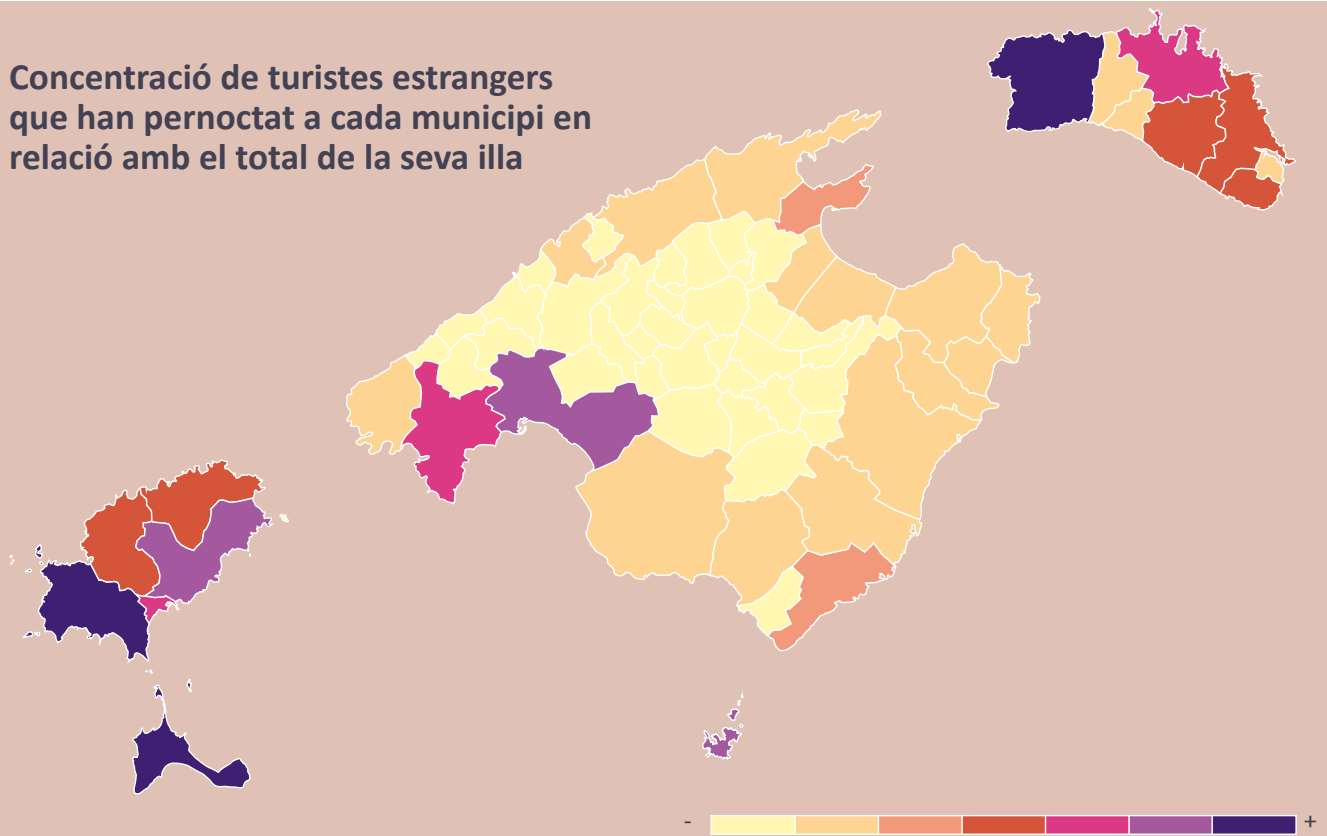 Concentració de turistes estrangers
que han pernoctat a cada municipi en
relació amb el total de la seva illa
- +